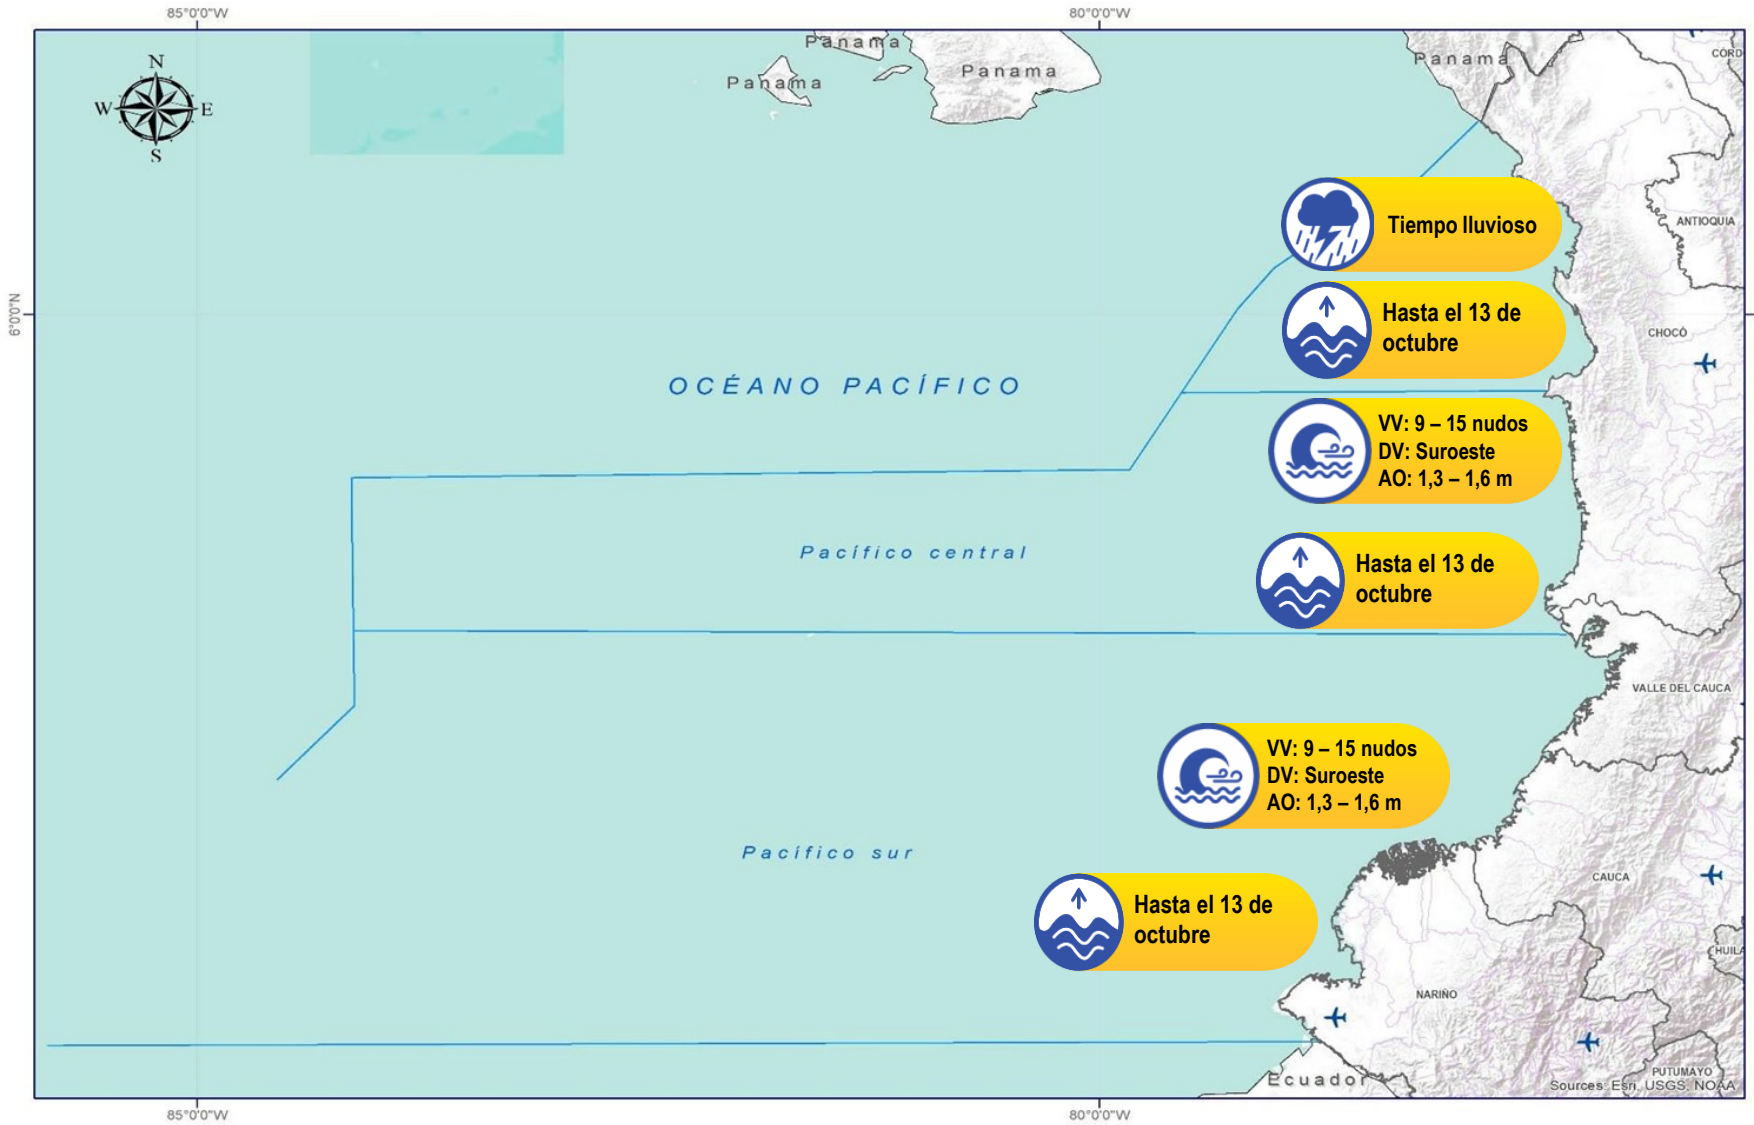 85°0'0"W
80°0'0"W
Panama
Panama
Panama
Panama
CORD
N
W
E
S
ANTIOQUIA
Tiempo lluvioso
6°0'0"N
Hasta el 13 de
octubre
CHOCÓ
OCÉANO PACÍFICO
VV: 9 – 15 nudos
DV: Suroeste
AO: 1,3 – 1,6 m
Pacífico central
Hasta el 13 de
octubre
VALLE DEL CAUCA
VV: 9 – 15 nudos
DV: Suroeste
AO: 1,3 – 1,6 m
Pacífico sur
CAUCA
Hasta el 13 de
octubre
HUILA
NARIÑO
Ecuador
PUTUMAYO
Sources: Esri, USGS, NOAA
85°0'0"W
80°0'0"W